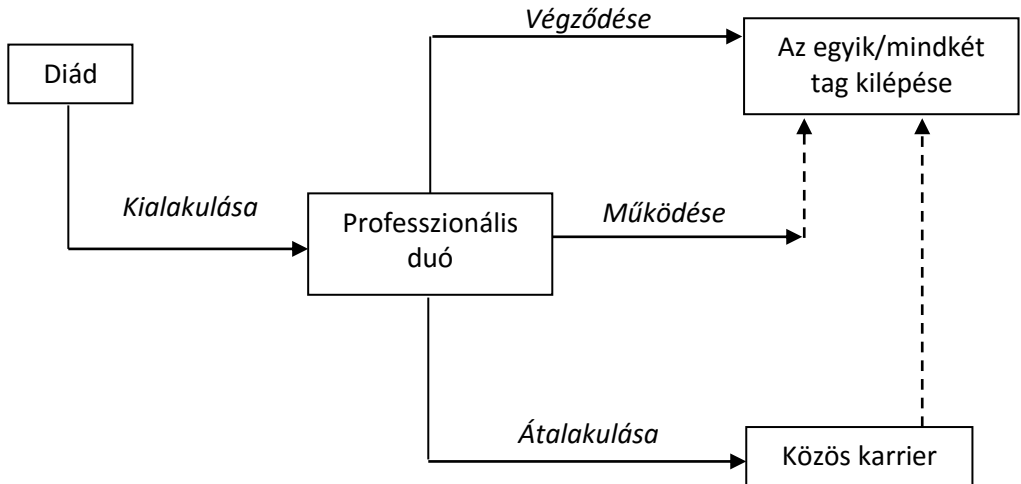 Végződése
Az egyik/mindkét
tag kilépése
Diád
Kialakulása
Professzionális
duó
Működése
Átalakulása
Közös karrier